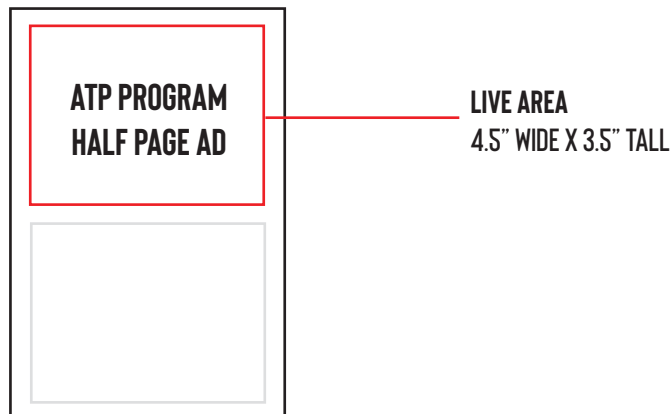 ATP PROGRAM
HALF PAGE AD
LIVE AREA
4.5” WIDE X 3.5” TALL